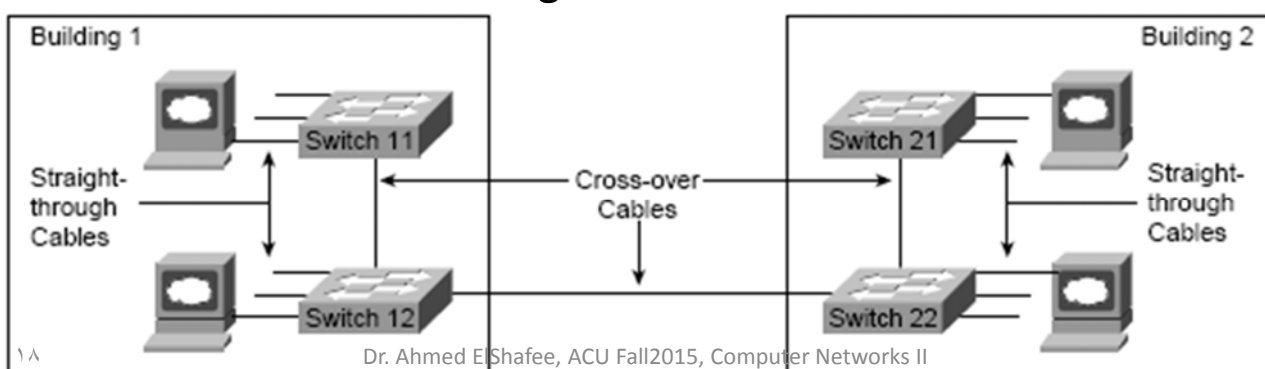 Building 1
Building 2
Switch 11
Switch 21
Straight-
through
Cables
Cross-over
Cables
Straight-
through
Cables
Switch 12
Switch 22
١٨
Dr. Ahmed ElShafee, ACU Fall2015, Computer Networks II